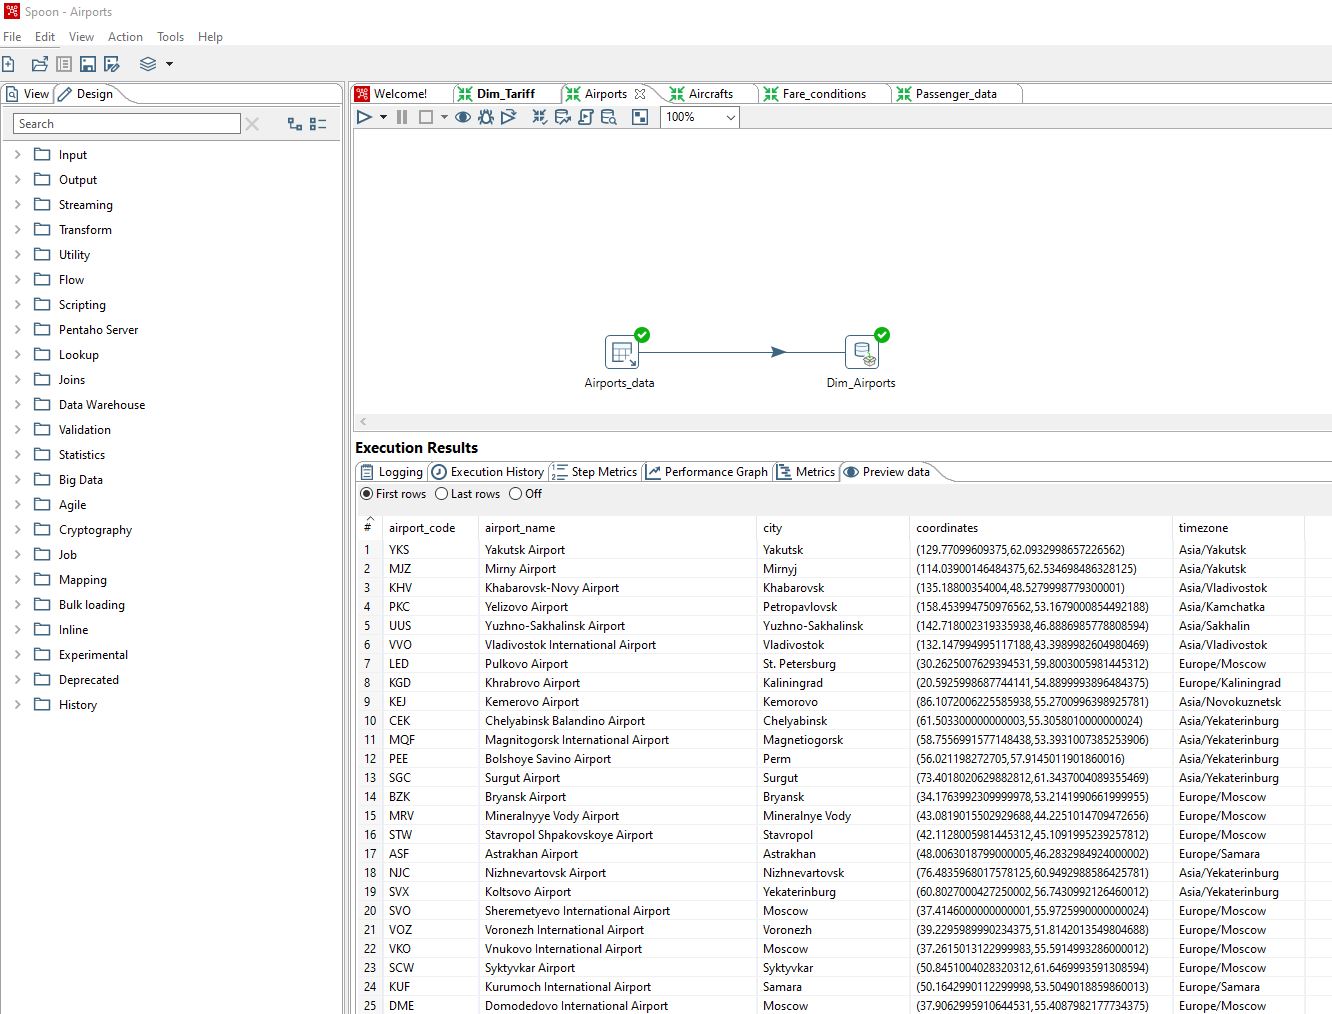 Spoon - Airports
File Edit View Action Tools Help
View Design
Search
Input
Output
Streaming
Transform
Utility
Flow
Scripting
Pentaho Server
Lookup
Joins
Data Warehouse
Validation
Statistics
Big Data
Agile
Cryptography
Job
Mapping
Bulk loading
Inline
Experimental
Deprecated
History
Welcome! Dim_Tariff Airports Aircrafts Fare_conditions Passenger_data
100%
Airports_data Dim_Airports
Execution Results
Logging Execution History Step Metrics Performance Graph Metrics Preview data
First rows Last rows Off
# airport_code airport_name city coordinates timezone
1 YKS Yakutsk Airport Yakutsk (129.77099609375,62.0932998657226562) Asia/Yakutsk
2 MJZ Mirny Airport Mirnyj (114.03900146484375,62.534698486328125) Asia/Yakutsk
3 KHV Khabarovsk-Novy Airport Khabarovsk (135.18800354004,48.5279998779300001) Asia/Vladivostok
4 PKC Yelizovo Airport Petropavlovsk (158.453994750976562,53.1679000854492188) Asia/Kamchatka
5 UUS Yuzhno-Sakhalinsk Airport Yuzhno-Sakhalinsk (142.718002319335938,46.8886985778808594) Asia/Sakhalin
6 VVO Vladivostok International Airport Vladivostok (132.147994995117188,43.3989982604980469) Asia/Vladivostok
7 LED Pulkovo Airport St. Petersburg (30.2625007629394531,59.8003005981445312) Europe/Moscow
8 KGD Khrabrovo Airport Kaliningrad (20.5925998687744141,54.8899993896484375) Europe/Kaliningrad
9 KEJ Kemerovo Airport Kemorovo (86.1072006225585938,55.2700996398925781) Asia/Novokuznetsk
10 CEK Chelyabinsk Balandino Airport Chelyabinsk (61.503300000000003,55.3058010000000024) Asia/Yekaterinburg
11 MQF Magnitogorsk International Airport Magnetiogorsk (58.7556991577148438,53.3931007385253906) Asia/Yekaterinburg
12 PEE Bolshoye Savino Airport Perm (56.021198272705,57.9145011901860016) Asia/Yekaterinburg
13 SGC Surgut Airport Surgut (73.4018020629882812,61.3437004089355469) Asia/Yekaterinburg
14 BZK Bryansk Airport Bryansk (34.1763992309999978,53.2141990661999955) Europe/Moscow
15 MRV Mineralnyye Vody Airport Mineralnye Vody (43.0819015502929688,44.2251014709472656) Europe/Moscow
16 STW Stavropol Shpakovskoye Airport Stavropol (42.1128005981445312,45.1091995239257812) Europe/Moscow
17 ASF Astrakhan Airport Astrakhan (48.0063018799000005,46.2832984924000002) Europe/Samara
18 NJC Nizhnevartovsk Airport Nizhnevartovsk (76.4835968017578125,60.9492988586425781) Asia/Yekaterinburg
19 SVX Koltsovo Airport Yekaterinburg (60.8027000427250002,56.7430992126460012) Asia/Yekaterinburg
20 SVO Sheremetyevo International Airport Moscow (37.4146000000000001,55.9725990000000024) Europe/Moscow
21 VOZ Voronezh International Airport Voronezh (39.2295989990234375,51.8142013549804688) Europe/Moscow
22 VKO Vnukovo International Airport Moscow (37.2615013122999983,55.5914993286000012) Europe/Moscow
23 SCW Syktyvkar Airport Syktyvkar (50.8451004028320312,61.6469993591308594) Europe/Moscow
24 KUF Kurumoch International Airport Samara (50.1642990112299998,53.5049018859860013) Europe/Samara
25 DME Domodedovo International Airport Moscow (37.9062995910644531,55.4087982177734375) Europe/Moscow